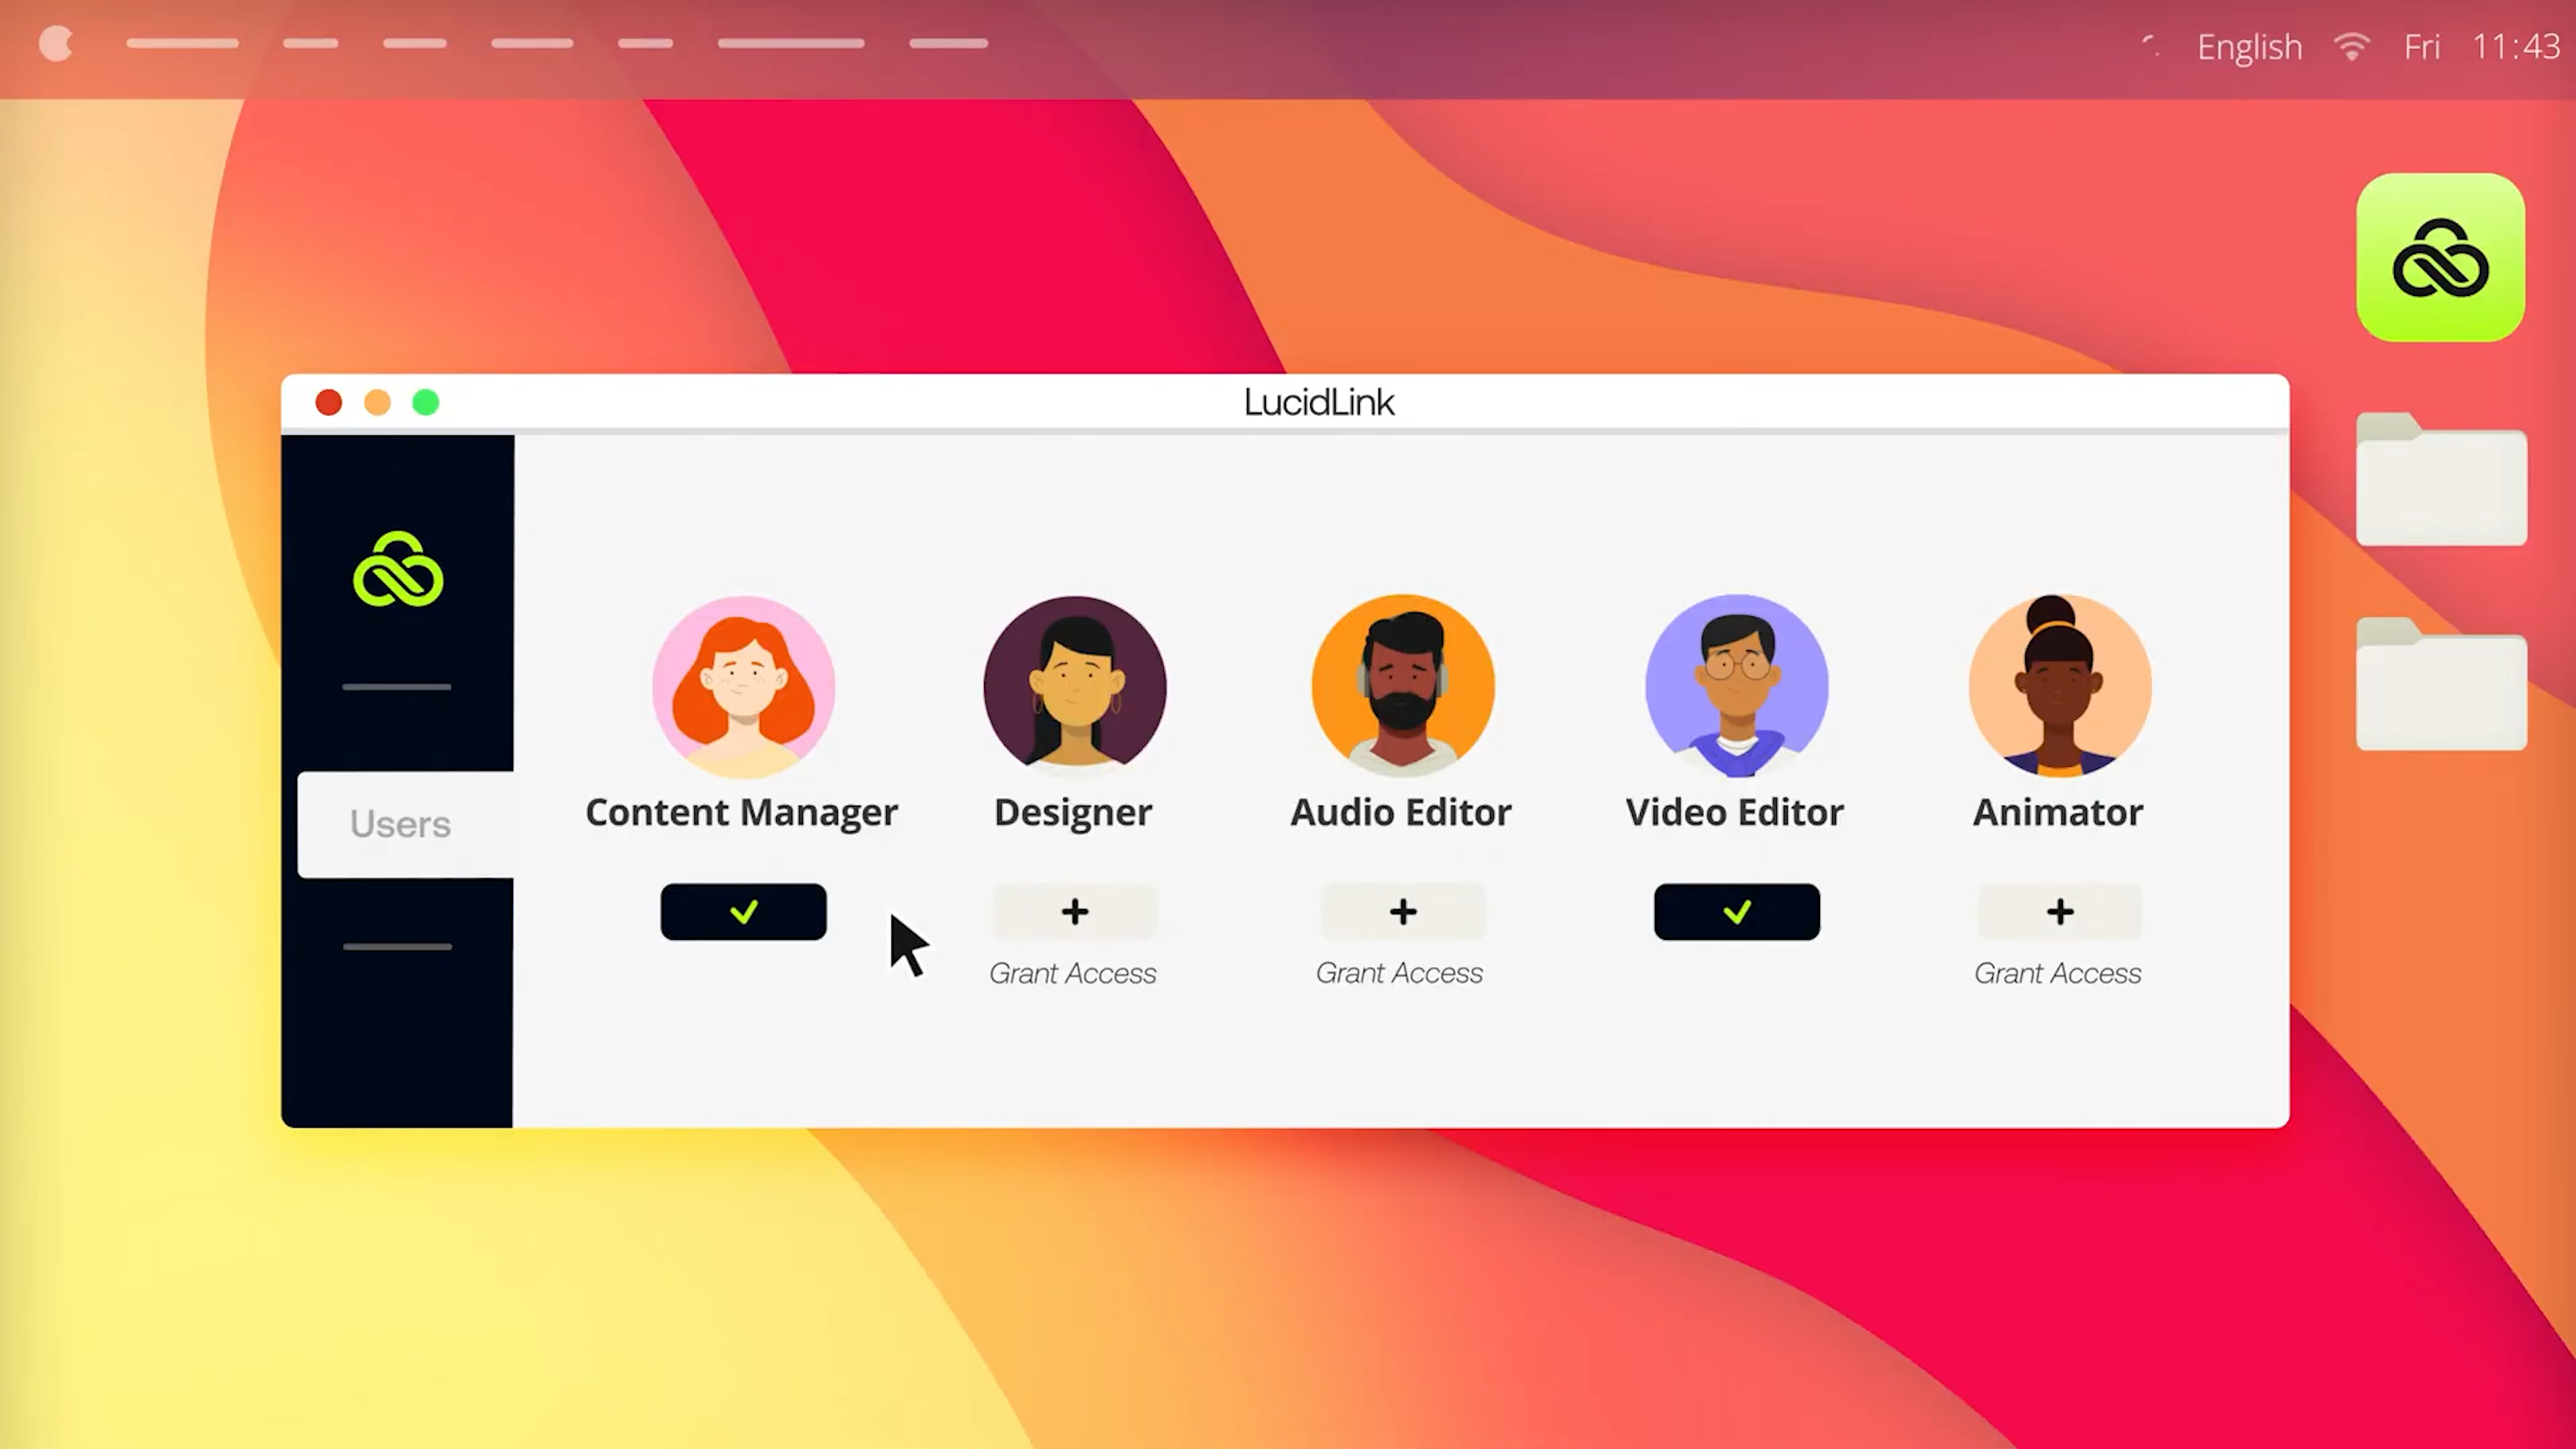 English Fri 11:43
LucidLink
Users
Content Manager
Designer
Audio Editor
Video Editor
Animator
Grant Access
Grant Access
Grant Access